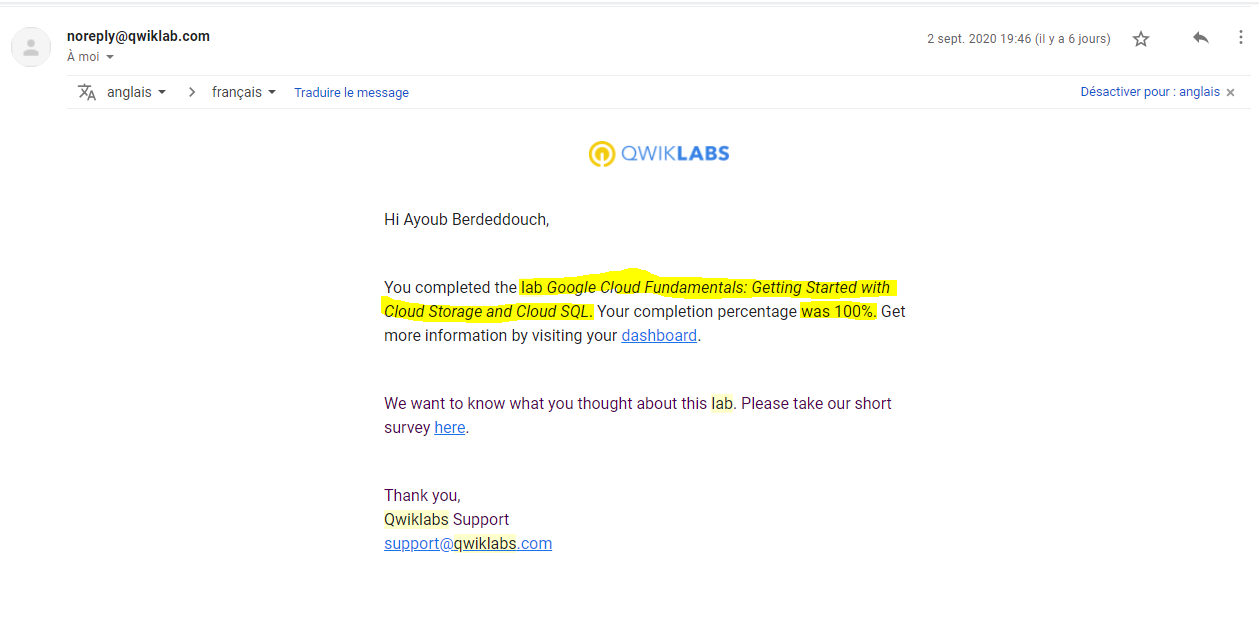 noreply@qwiklab.com
2 sept. 2020 19:46 (il y a 6 jours)
À moi
anglais
français
Traduire le message
Désactiver pour : anglais
QWIKLABS
Hi Ayoub Berdeddouch,
You completed the lab Google Cloud Fundamentals: Getting Started with
Cloud Storage and Cloud SQL. Your completion percentage was 100%. Get
more information by visiting your dashboard.
We want to know what you thought about this lab. Please take our short
survey here.
Thank you,
Qwiklabs Support
support@qwiklabs.com